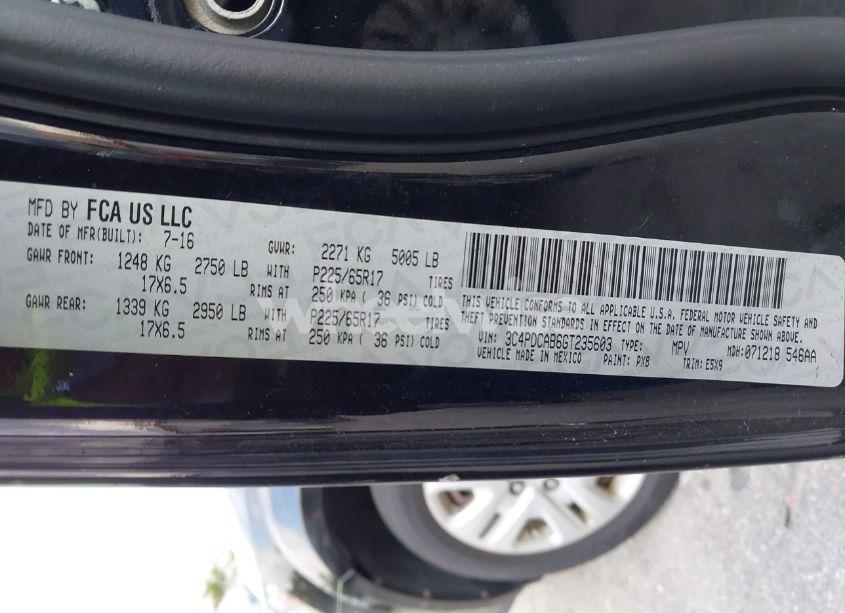 MFD BY FCA US LLC
DATE OF MFR(BUILT): 7-16 GVWR: 2271 KG 5005 LB
GAWR FRONT: 1248 KG 2750 LB WITH P225/65R17 TIRES
17X6.5 RIMS AT 250 KPA ( 36 PSI) COLD
GAWR REAR: 1339 KG 2950 LB WITH P225/65R17 TIRES
17X6.5 RIMS AT 250 KPA ( 36 PSI) COLD
THIS VEHICLE CONFORMS TO ALL APPLICABLE U.S.A. FEDERAL MOTOR VEHICLE SAFETY AND
THEFT PREVENTION STANDARDS IN EFFECT ON THE DATE OF MANUFACTURE SHOWN ABOVE.
VIN: 3C4PDCAB6GT235603 TYPE: MPV MDH: 071218 546AA
VEHICLE MADE IN MEXICO PAINT: PX8 TRIM: E5X9